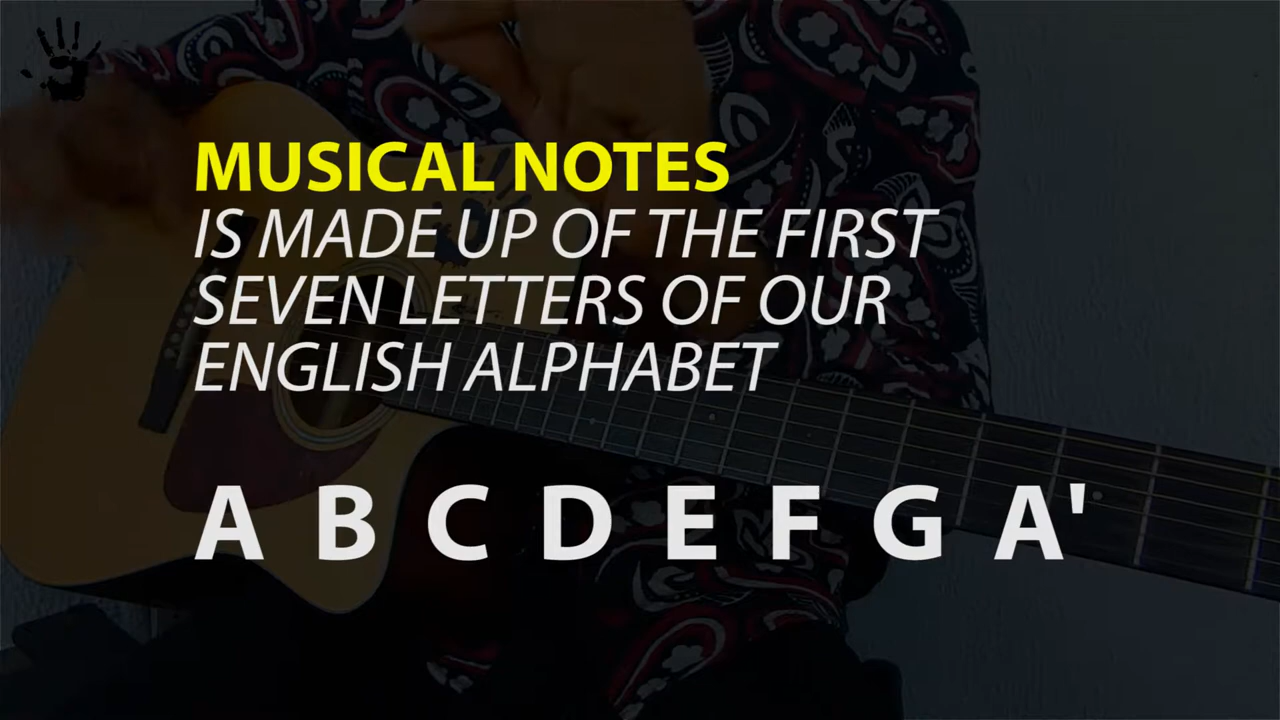 MUSICAL NOTES
IS MADE UP OF THE FIRST
SEVEN LETTERS OF OUR
ENGLISH ALPHABET
A B C D E F G A'